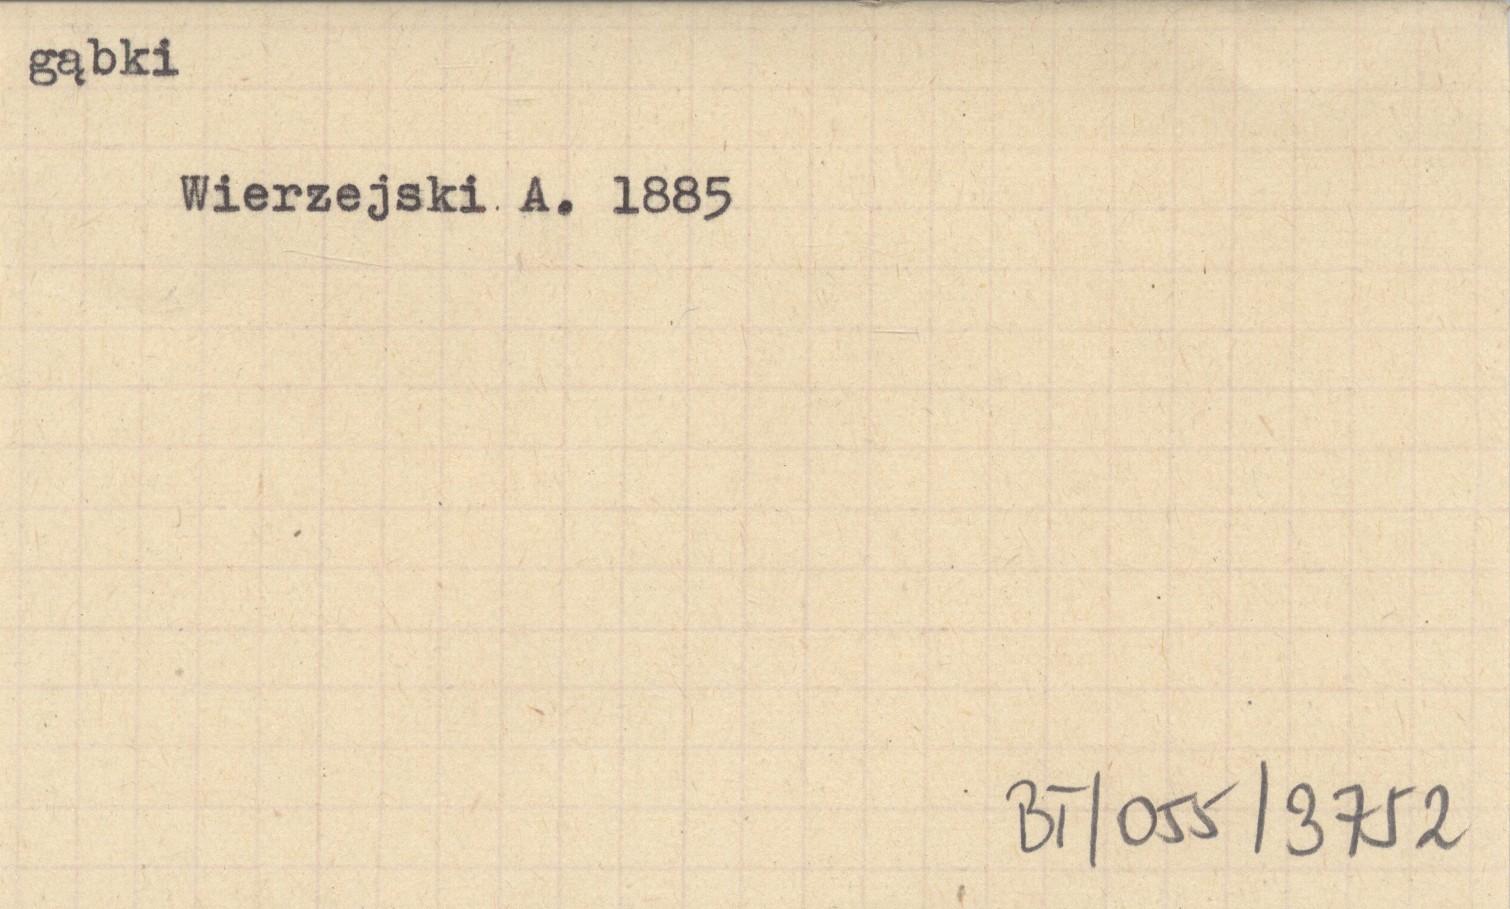 gąbki
Wierzejski A. 1885
BT/055/3752